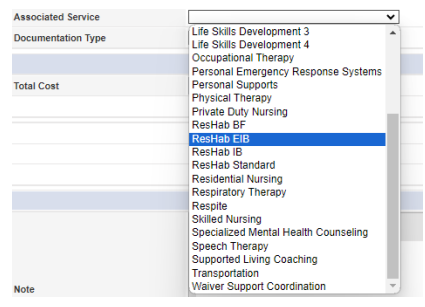 Associated Service
Documentation Type
Total Cost
Note
Life Skills Development 3
Life Skills Development 4
Occupational Therapy
Personal Emergency Response Systems
Personal Supports
Physical Therapy
Private Duty Nursing
ResHab BF
ResHab EIB
ResHab IB
ResHab Standard
Residential Nursing
Respiratory Therapy
Respite
Skilled Nursing
Specialized Mental Health Counseling
Speech Therapy
Supported Living Coaching
Transportation
Waiver Support Coordination